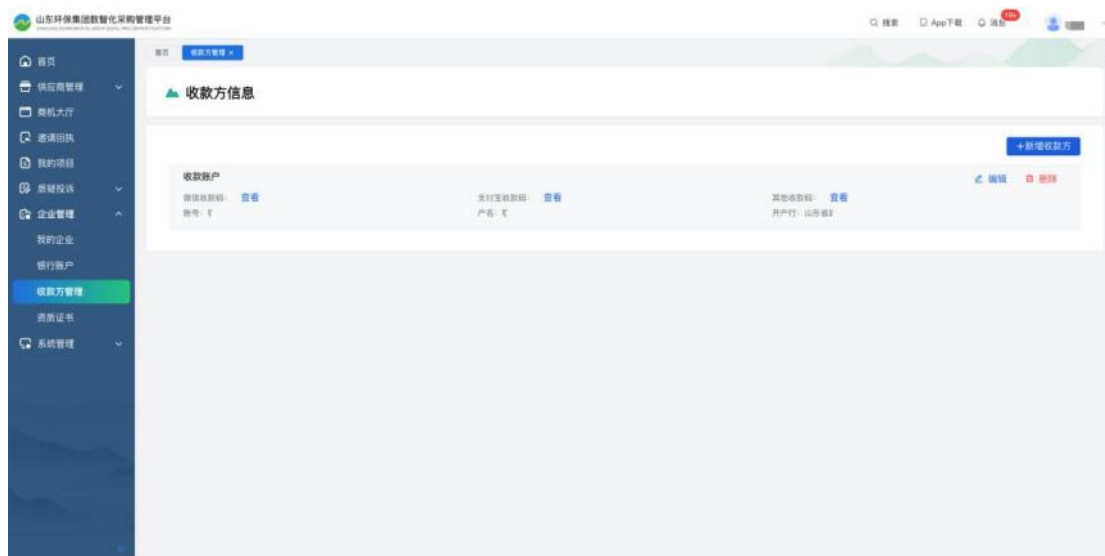 山东环保集团数智化采购管理平台
搜索 App下载 消息
首页 收款方管理 ×
首页
供应商管理
商机大厅
邀请回执
我的项目
质疑投诉
企业管理
我的企业
银行账户
收款方管理
资质证书
系统管理
收款方信息
+新增收款方
收款账户 编辑 删除
微信收款码: 查看 支付宝收款码: 查看 其他收款码: 查看
账号: 户名: 开户行: 山东省